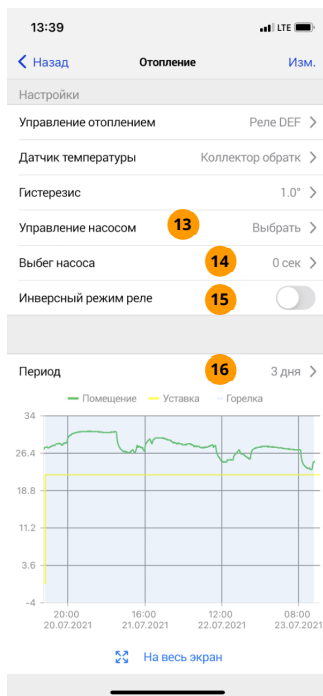 13:39 LTE
Назад Отопление Изм.
Настройки
Управление отоплением Реле DEF
Датчик температуры Коллектор обратк
Гистерезис 1.0°
Управление насосом 13 Выбрать
Выбег насоса 14 0 сек
Инверсный режим реле 15
Период 16 3 дня
Помещение Уставка Горелка
34
26.4
18.8
11.2
3.6
-4
20:00 16:00 12:00 08:00
20.07.2021 21.07.2021 22.07.2021 23.07.2021
На весь экран